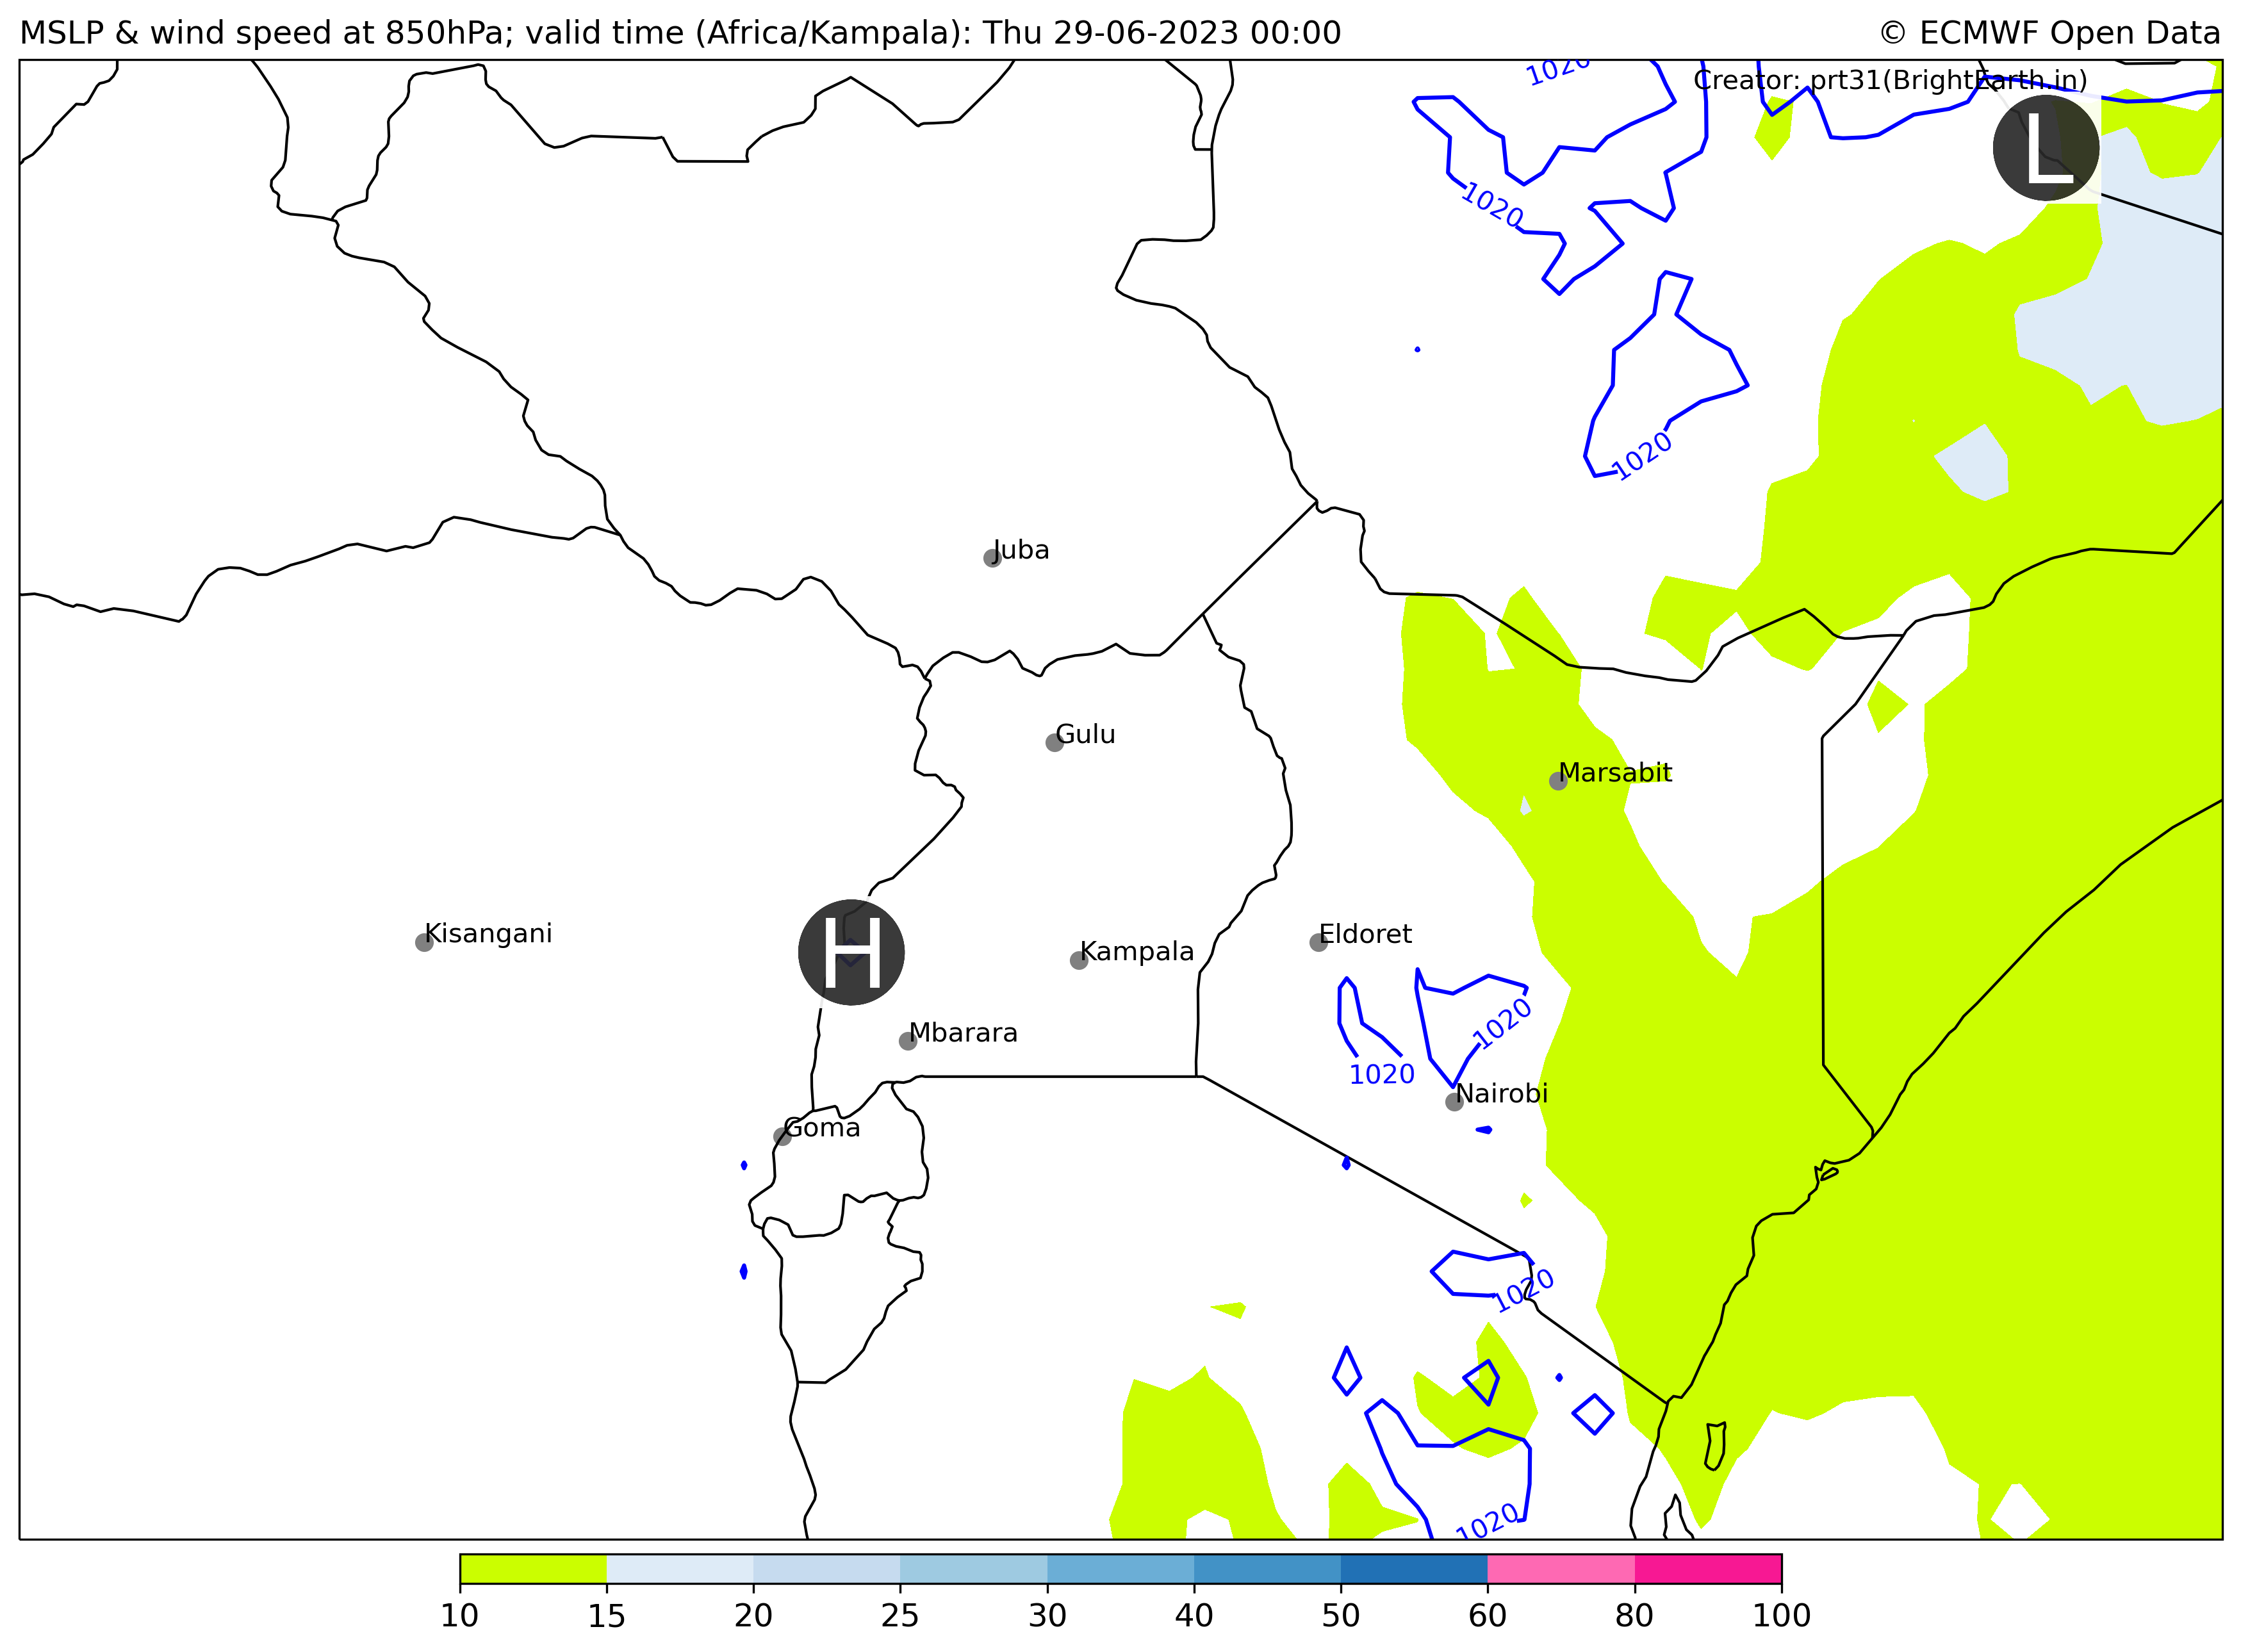 MSLP & wind speed at 850hPa; valid time (Africa/Kampala): Thu 29-06-2023 00:00
© ECMWF Open Data
1020
Creator: prt31(BrightEarth.in)
L
1020
1020
Juba
Gulu
Marsabit
Kisangani
H
Kampala
Eldoret
1020
Mbarara
1020
Nairobi
Goma
1020
1020
10 15 20 25 30 40 50 60 80 100